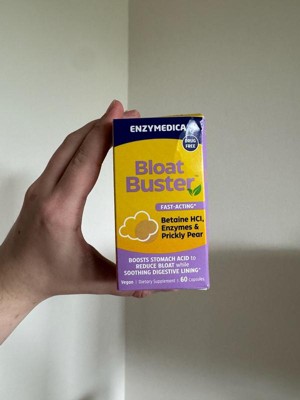 ENZYMEDICA
DRUG
FREE
Bloat
Buster™
FAST-ACTING*
Betaine HCl,
Enzymes &
Prickly Pear
BOOSTS STOMACH ACID to
REDUCE BLOAT while
SOOTHING DIGESTIVE LINING*
Vegan | Dietary Supplement | 60 Capsules